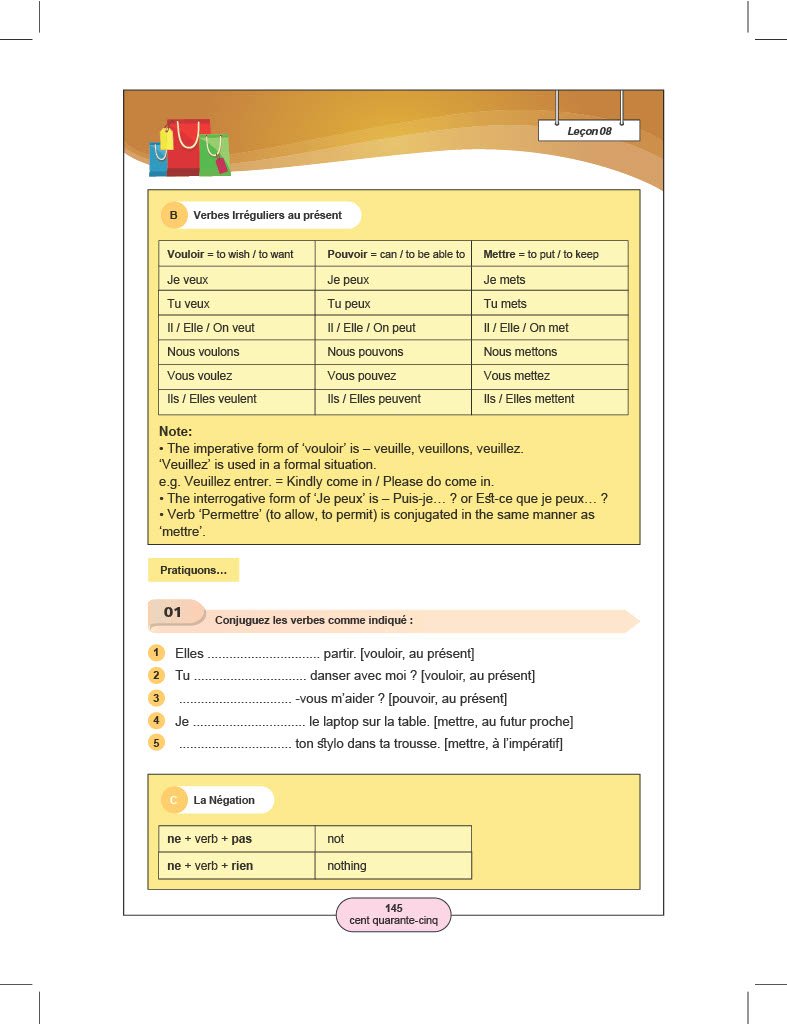 Leçon 08
B Verbes Irréguliers au présent
Vouloir = to wish / to want Pouvoir = can / to be able to Mettre = to put / to keep
Je veux Je peux Je mets
Tu veux Tu peux Tu mets
Il / Elle / On veut Il / Elle / On peut Il / Elle / On met
Nous voulons Nous pouvons Nous mettons
Vous voulez Vous pouvez Vous mettez
Ils / Elles veulent Ils / Elles peuvent Ils / Elles mettent
Note:
• The imperative form of ‘vouloir’ is – veuille, veuillons, veuillez.
‘Veuillez’ is used in a formal situation.
e.g. Veuillez entrer. = Kindly come in / Please do come in.
• The interrogative form of ‘Je peux’ is – Puis-je… ? or Est-ce que je peux… ?
• Verb ‘Permettre’ (to allow, to permit) is conjugated in the same manner as
‘mettre’.
Pratiquons…
01 Conjuguez les verbes comme indiqué :
1 Elles ............................... partir. [vouloir, au présent]
2 Tu ............................... danser avec moi ? [vouloir, au présent]
3 ............................... -vous m’aider ? [pouvoir, au présent]
4 Je ............................... le laptop sur la table. [mettre, au futur proche]
5 ............................... ton stylo dans ta trousse. [mettre, à l’impératif]
C La Négation
ne + verb + pas not
ne + verb + rien nothing
145
cent quarante-cinq